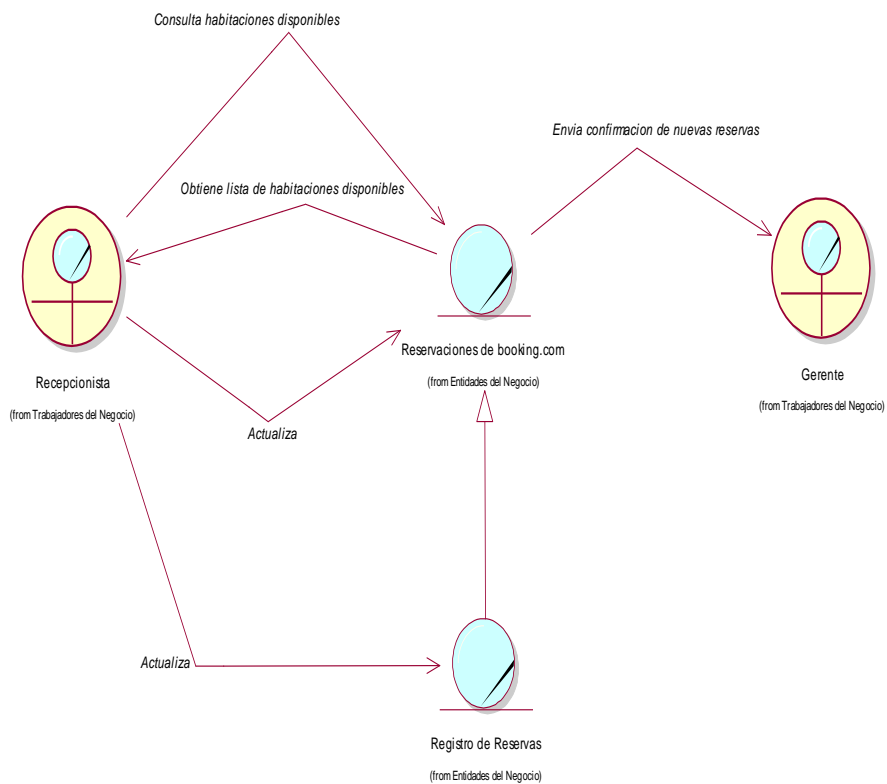 Consulta habitaciones disponibles
Envia confirmacion de nuevas reservas
Obtiene lista de habitaciones disponibles
Reservaciones de booking.com
(from Entidades del Negocio)
Recepcionista
(from Trabajadores del Negocio)
Gerente
(from Trabajadores del Negocio)
Actualiza
Actualiza
Registro de Reservas
(from Entidades del Negocio)